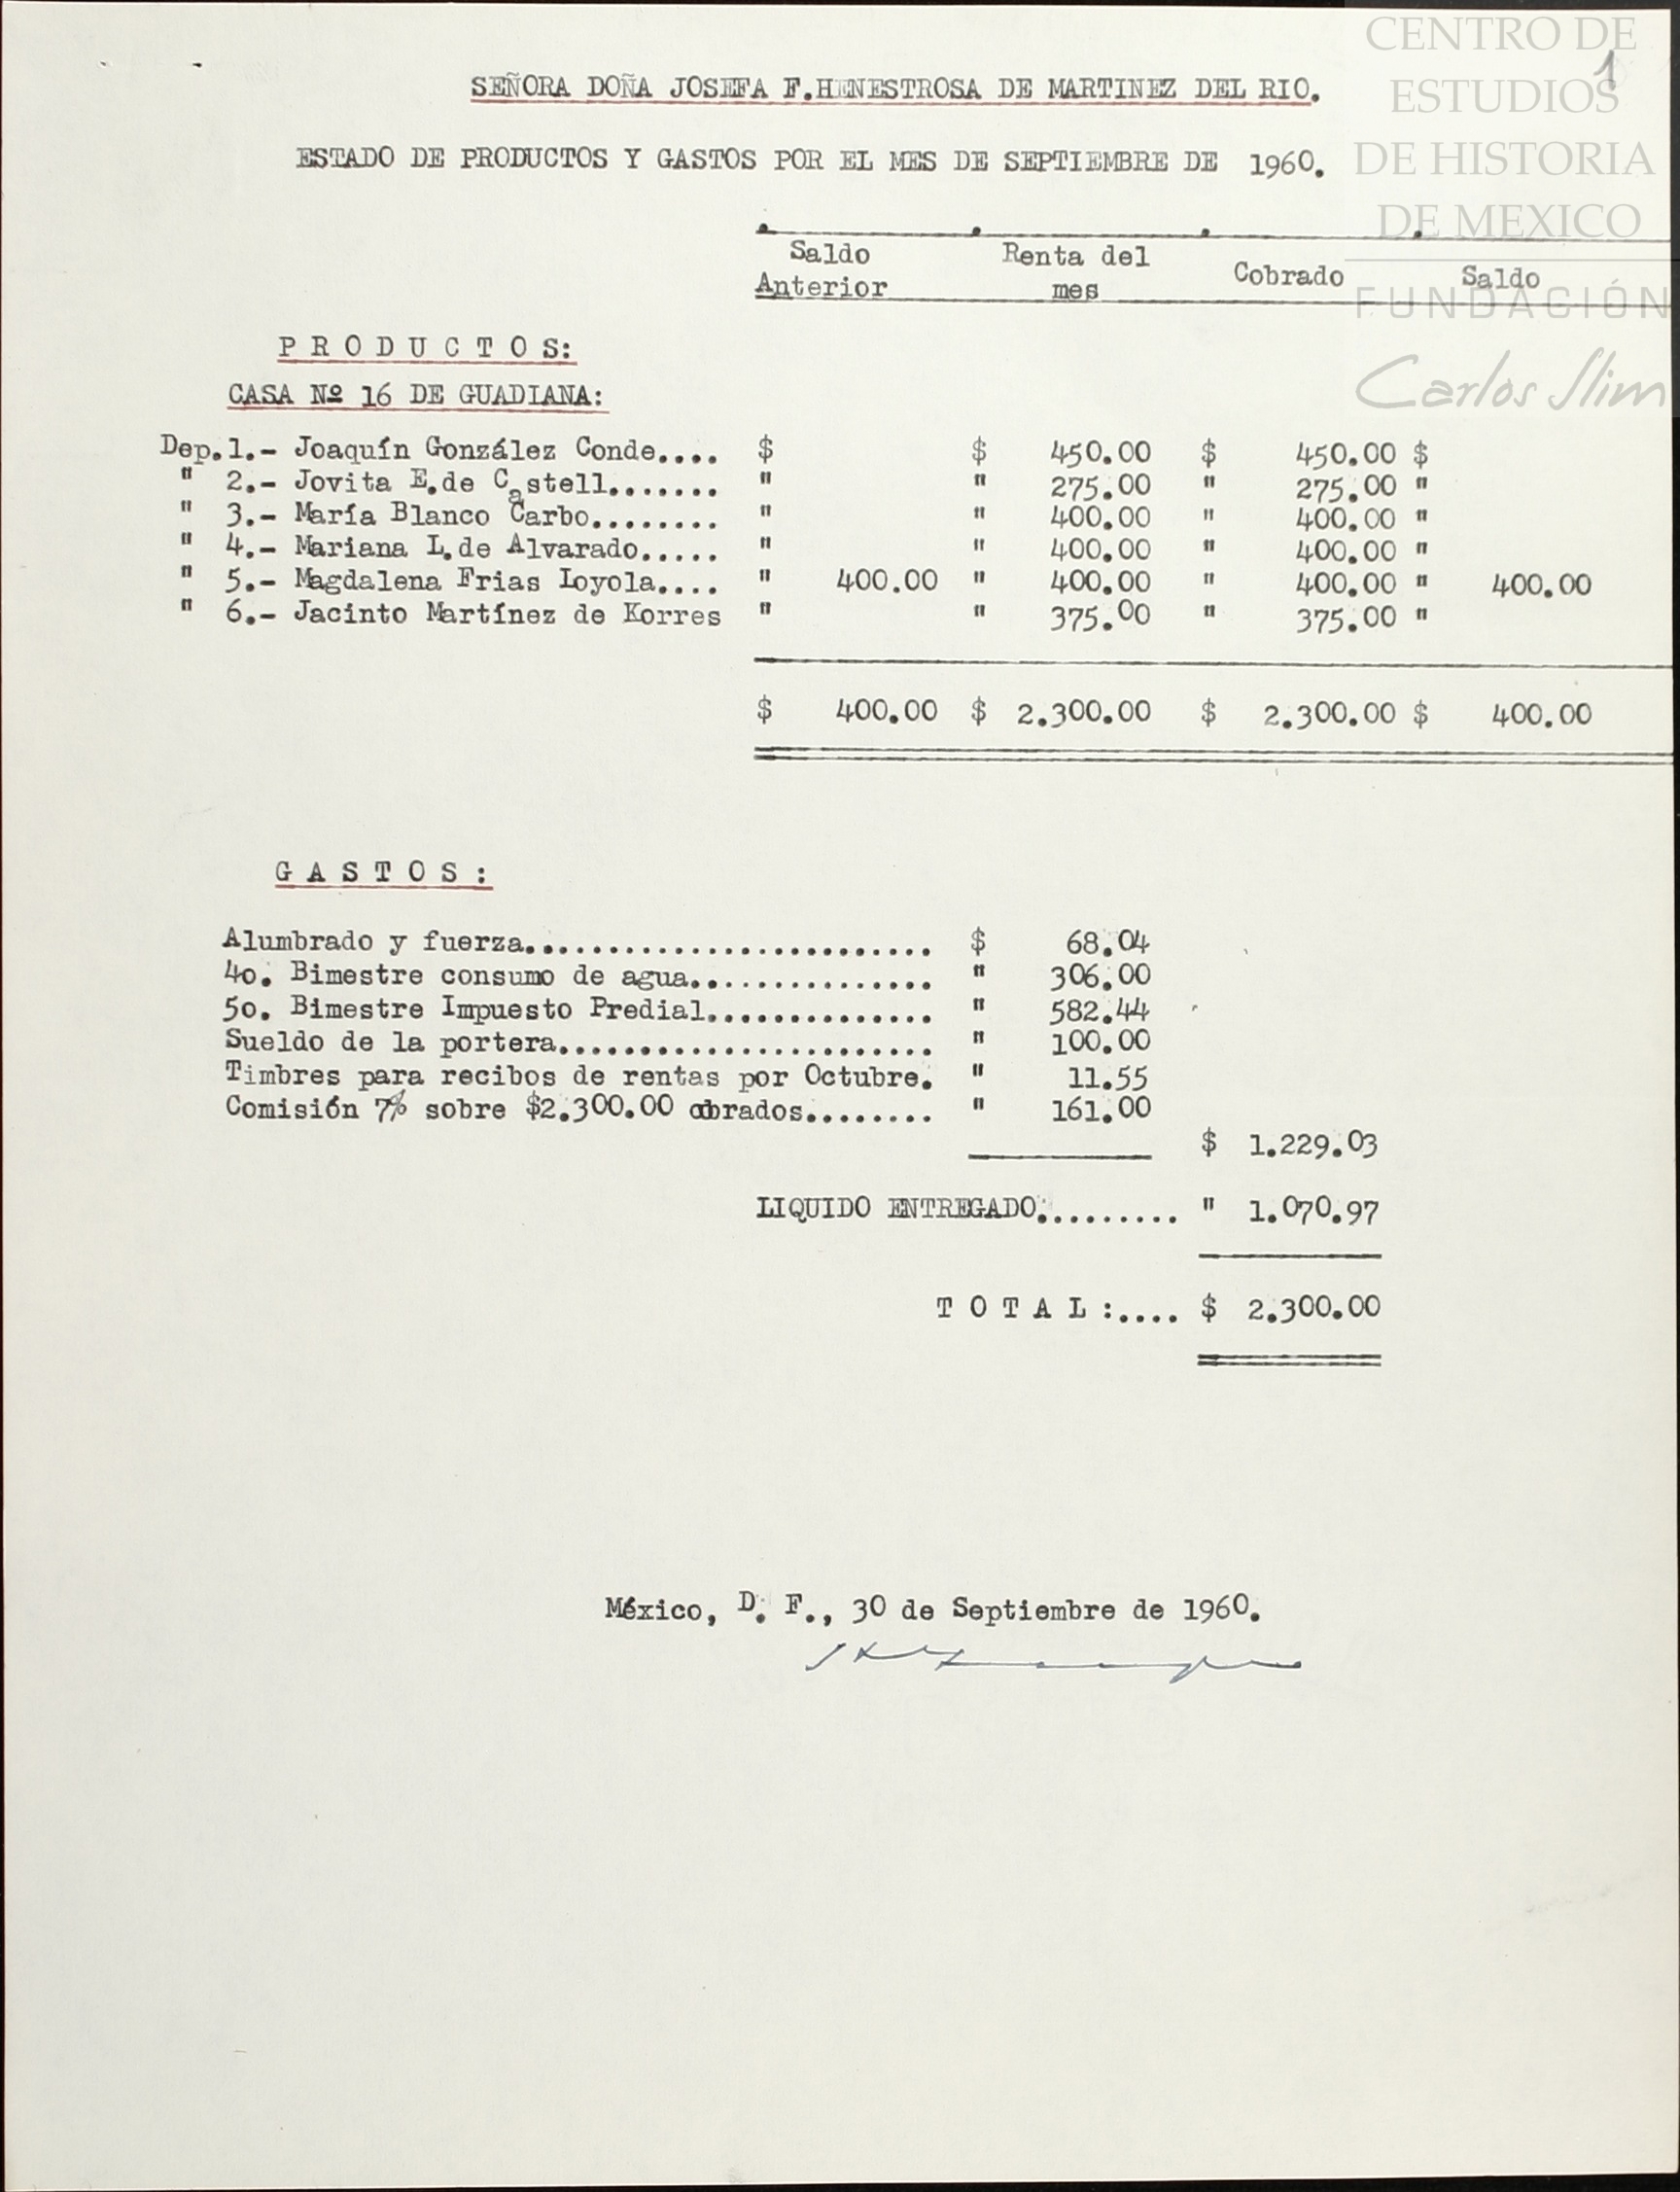 CENTRO DE
ESTUDIOS
DE HISTORIA
DE MEXICO
FUNDACIÓN
Carlos Slim
1
SEÑORA DOÑA JOSEFA F.HENESTROSA DE MARTINEZ DEL RIO.
ESTADO DE PRODUCTOS Y GASTOS POR EL MES DE SEPTIEMBRE DE 1960.
Saldo Anterior Renta del mes Cobrado Saldo
P R O D U C T O S:
CASA Nº 16 DE GUADIANA:
Dep.1.- Joaquín González Conde.... $ $ 450.00 $ 450.00 $
" 2.- Jovita E.de Castell....... " " 275.00 " 275.00 "
" 3.- María Blanco Carbo........ " " 400.00 " 400.00 "
" 4.- Mariana L.de Alvarado..... " " 400.00 " 400.00 "
" 5.- Magdalena Frias Loyola.... " 400.00 " 400.00 " 400.00 " 400.00
" 6.- Jacinto Martínez de Korres " " 375.00 " 375.00 "
$ 400.00 $ 2.300.00 $ 2.300.00 $ 400.00
G A S T O S :
Alumbrado y fuerza......................... $ 68.04
4o. Bimestre consumo de agua............... " 306.00
5o. Bimestre Impuesto Predial.............. " 582.44
Sueldo de la portera....................... " 100.00
Timbres para recibos de rentas por Octubre. " 11.55
Comisión 7% sobre $2.300.00 cobrados........ " 161.00
$ 1.229.03
LIQUIDO ENTREGADO.......... " 1.070.97
T O T A L :.... $ 2.300.00
México, D. F., 30 de Septiembre de 1960.